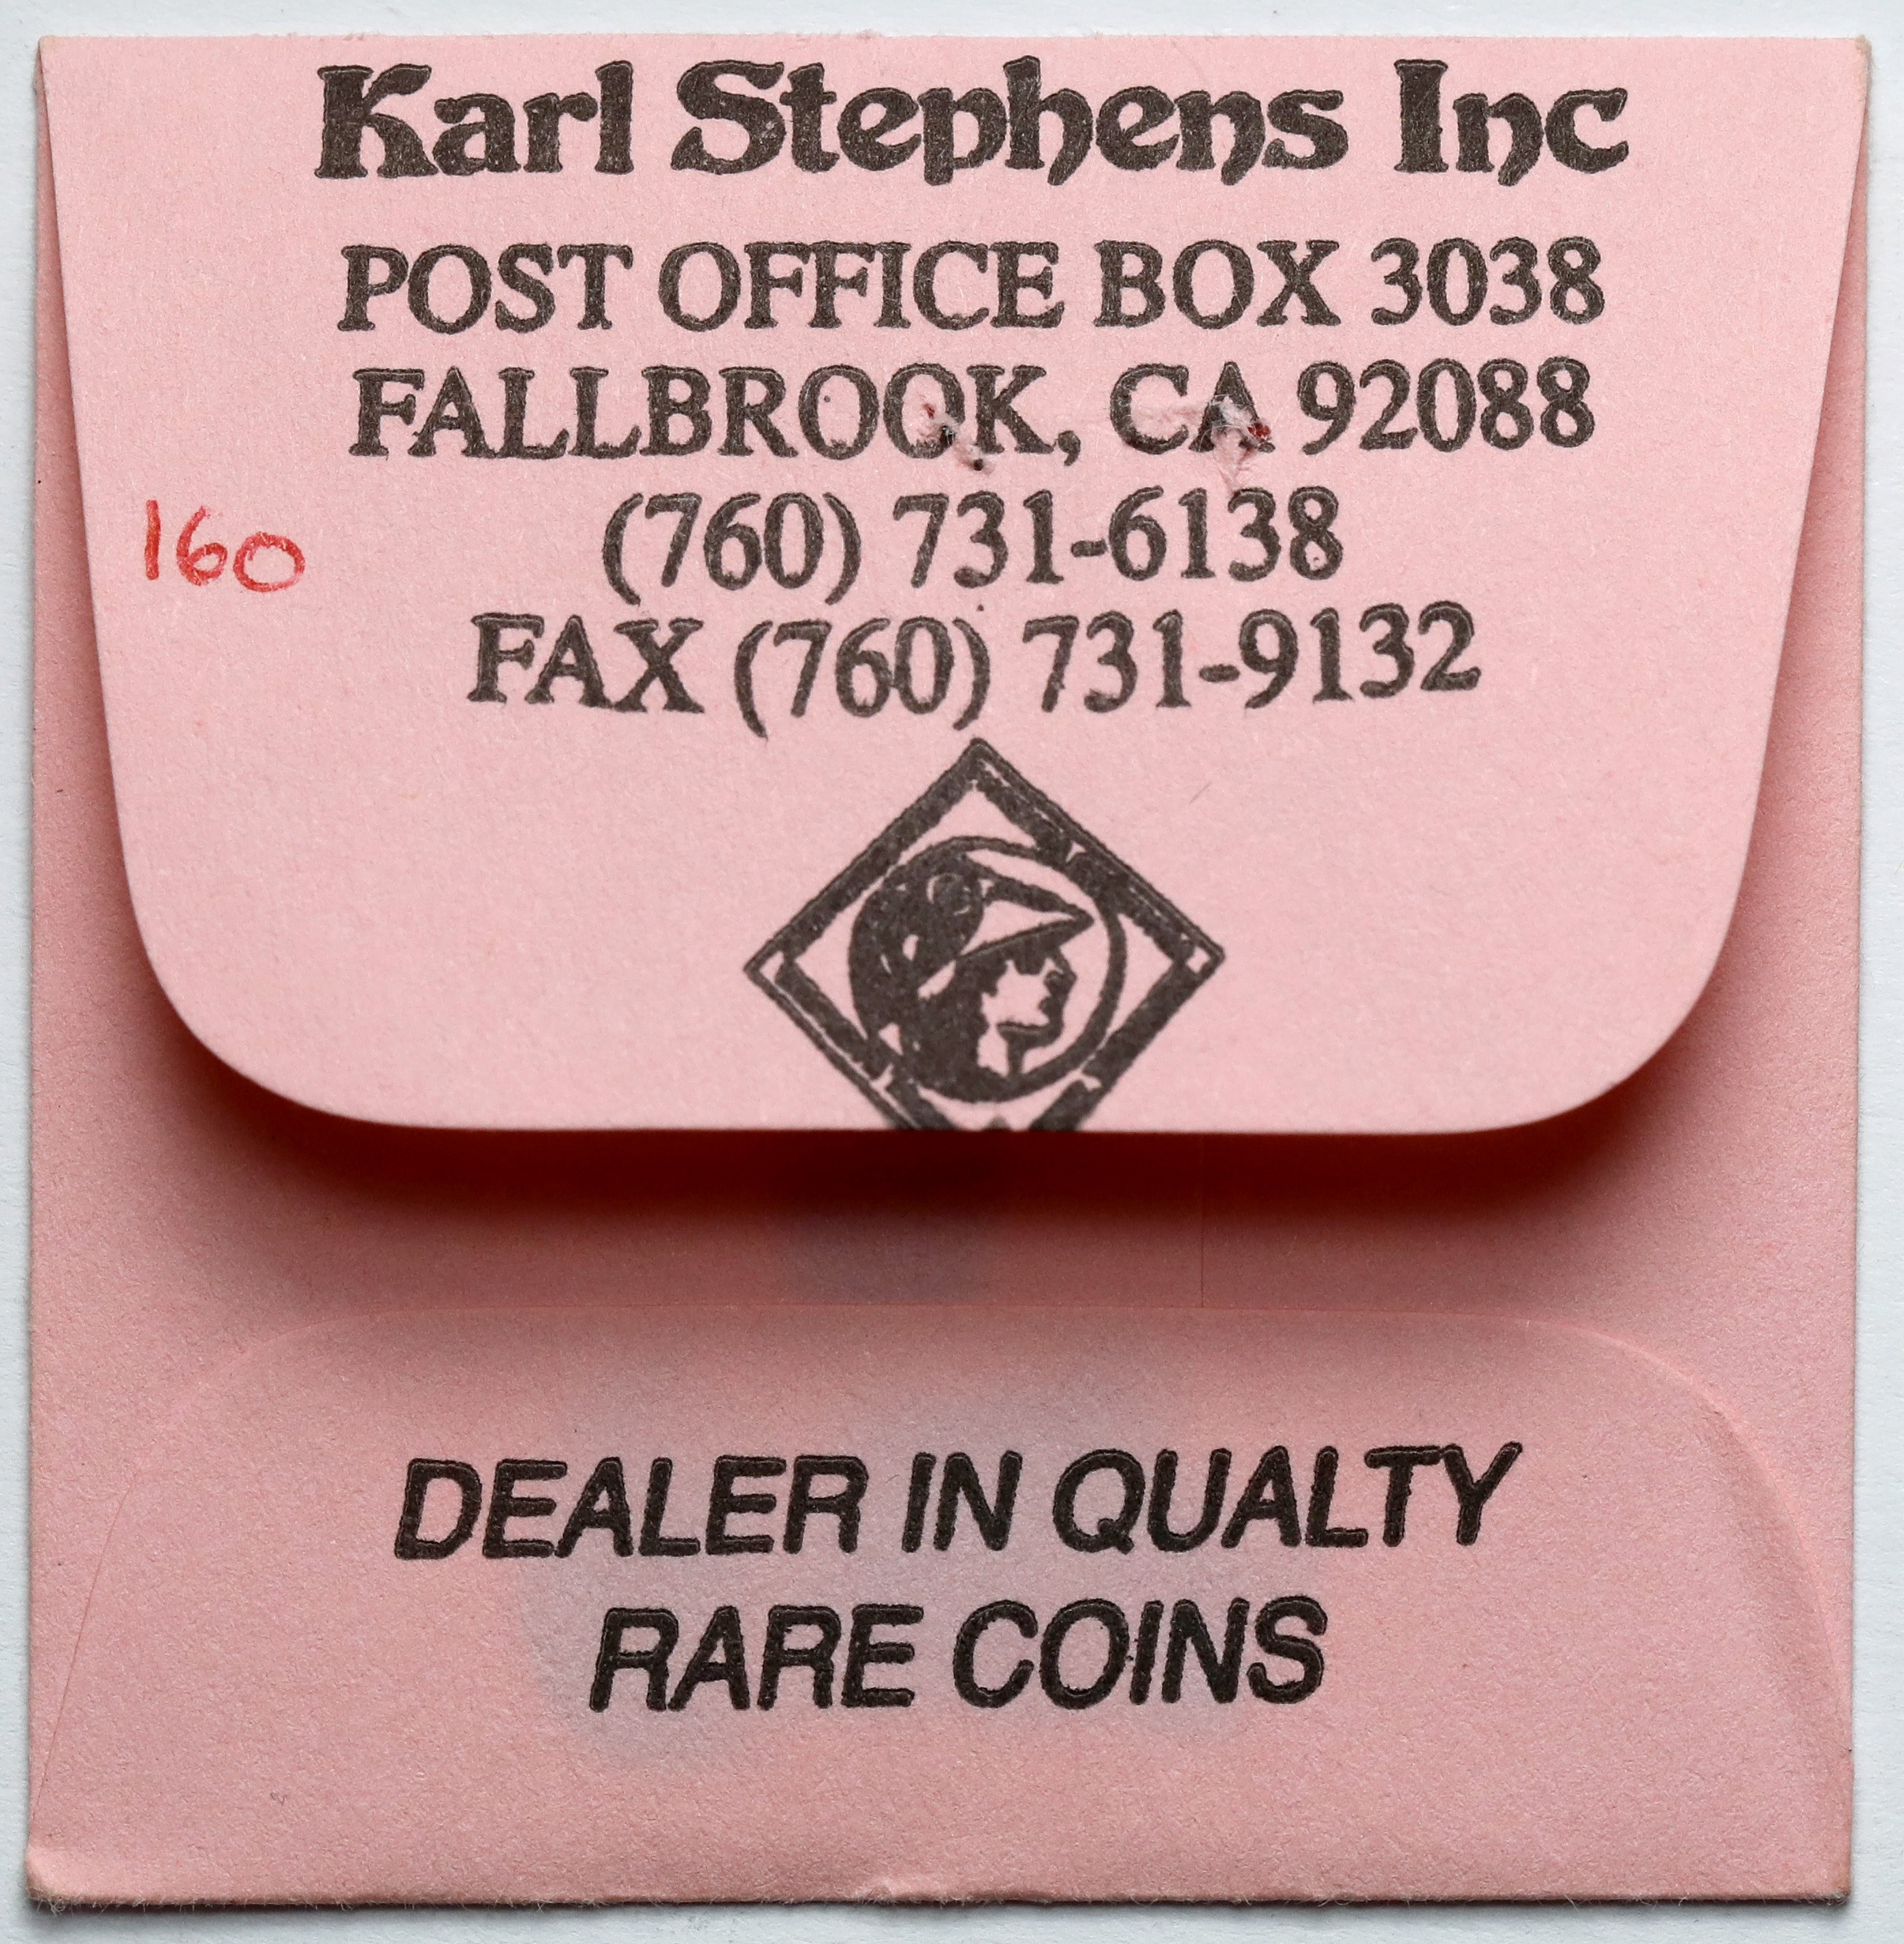 Karl Stephens Inc
POST OFFICE BOX 3038
FALLBROOK, CA 92088
160
(760) 731-6138
FAX (760) 731-9132
DEALER IN QUALTY
RARE COINS